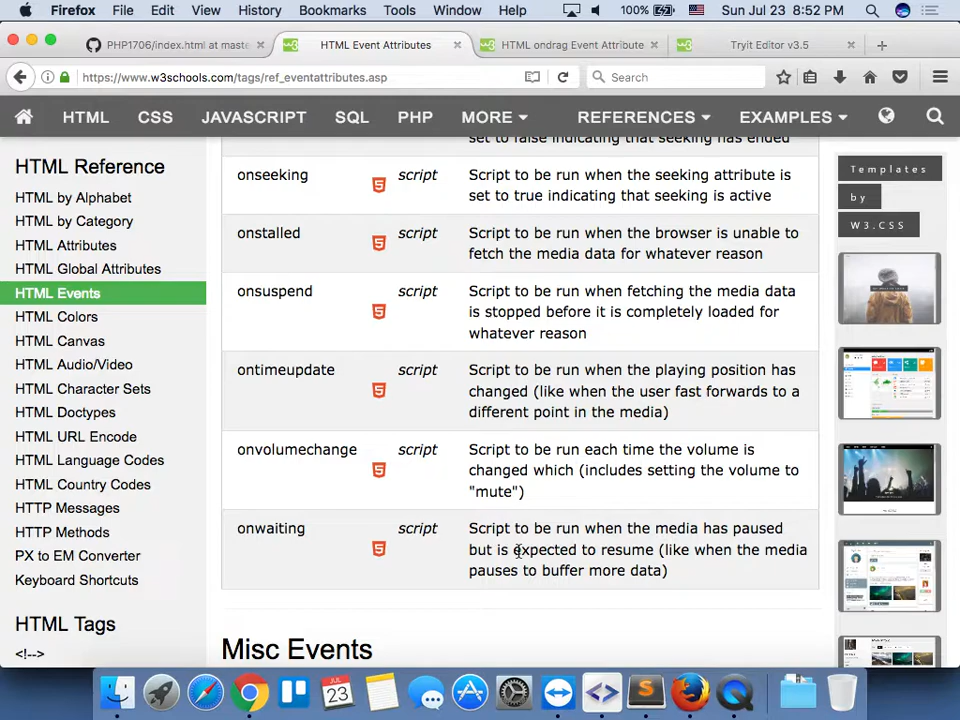 Firefox File Edit View History Bookmarks Tools Window Help 100% Sun Jul 23 8:52 PM
PHP1706/index.html at maste HTML Event Attributes HTML ondrag Event Attribute Tryit Editor v3.5
https://www.w3schools.com/tags/ref_eventattributes.asp Search
HTML CSS JAVASCRIPT SQL PHP MORE REFERENCES EXAMPLES
HTML Reference
HTML by Alphabet
HTML by Category
HTML Attributes
HTML Global Attributes
HTML Events
HTML Colors
HTML Canvas
HTML Audio/Video
HTML Character Sets
HTML Doctypes
HTML URL Encode
HTML Language Codes
HTML Country Codes
HTTP Messages
HTTP Methods
PX to EM Converter
Keyboard Shortcuts
HTML Tags
<!-->
set to false indicating that seeking has ended
onseeking script Script to be run when the seeking attribute is
set to true indicating that seeking is active
onstalled script Script to be run when the browser is unable to
fetch the media data for whatever reason
onsuspend script Script to be run when fetching the media data
is stopped before it is completely loaded for
whatever reason
ontimeupdate script Script to be run when the playing position has
changed (like when the user fast forwards to a
different point in the media)
onvolumechange script Script to be run each time the volume is
changed which (includes setting the volume to
"mute")
onwaiting script Script to be run when the media has paused
but is expected to resume (like when the media
pauses to buffer more data)
Misc Events
Templates
by
W3.CSS
JUL
23